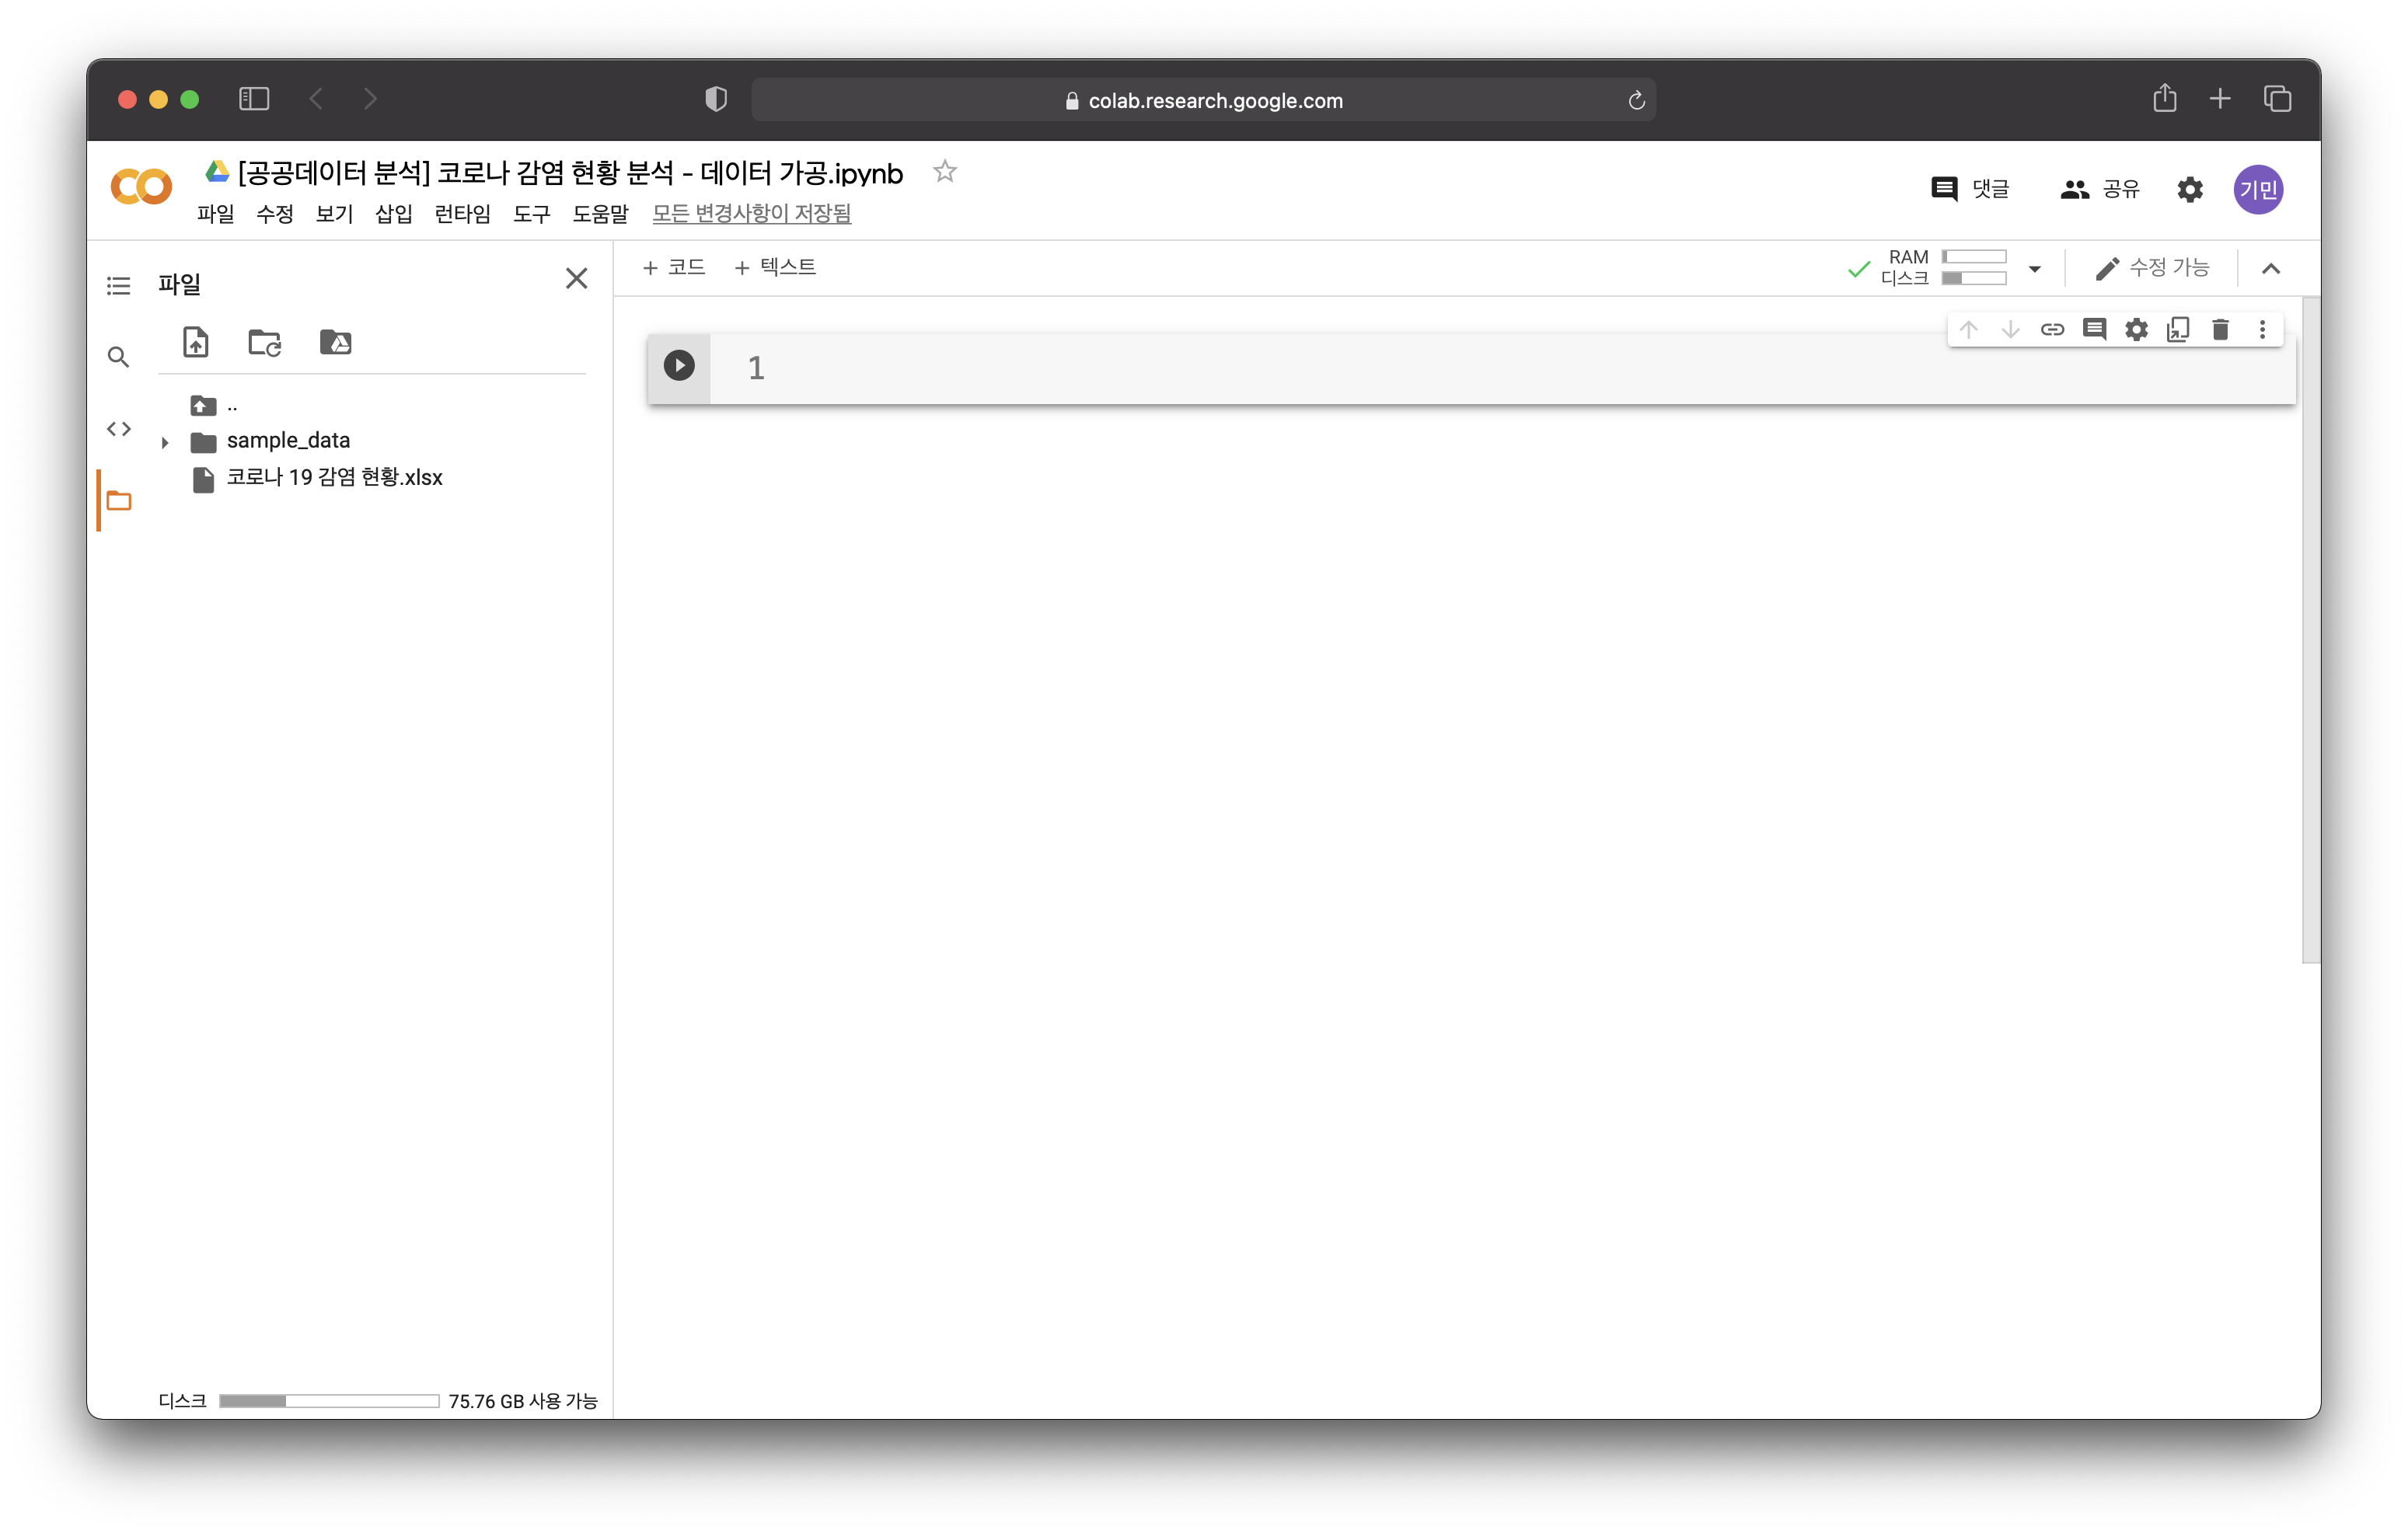 colab.research.google.com
[공공데이터 분석] 코로나 감염 현황 분석 - 데이터 가공.ipynb
파일 수정 보기 삽입 런타임 도구 도움말 모든 변경사항이 저장됨
댓글 공유 기민
파일
+ 코드 + 텍스트
RAM
디스크
수정 가능
1
..
sample_data
코로나 19 감염 현황.xlsx
디스크 75.76 GB 사용 가능